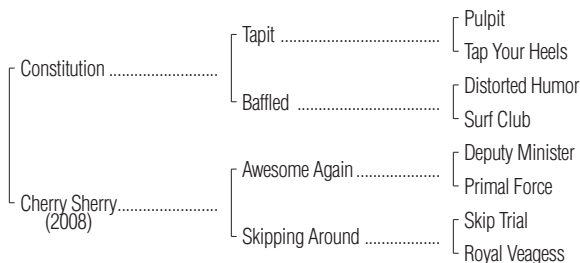 Pulpit
Tapit
Tap Your Heels
Constitution
Distorted Humor
Baffled
Surf Club
Deputy Minister
Awesome Again
Primal Force
Cherry Sherry
(2008)
Skip Trial
Skipping Around
Royal Veagess